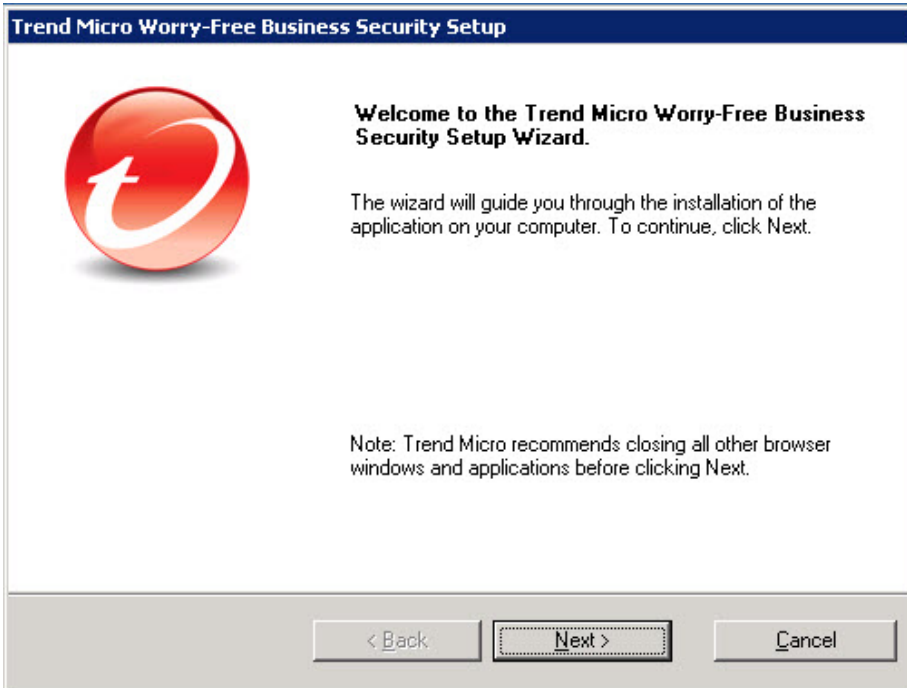 Trend Micro Worry-Free Business Security Setup
Welcome to the Trend Micro Worry-Free Business
Security Setup Wizard.
The wizard will guide you through the installation of the
application on your computer. To continue, click Next.
Note: Trend Micro recommends closing all other browser
windows and applications before clicking Next.
< Back
Next >
Cancel